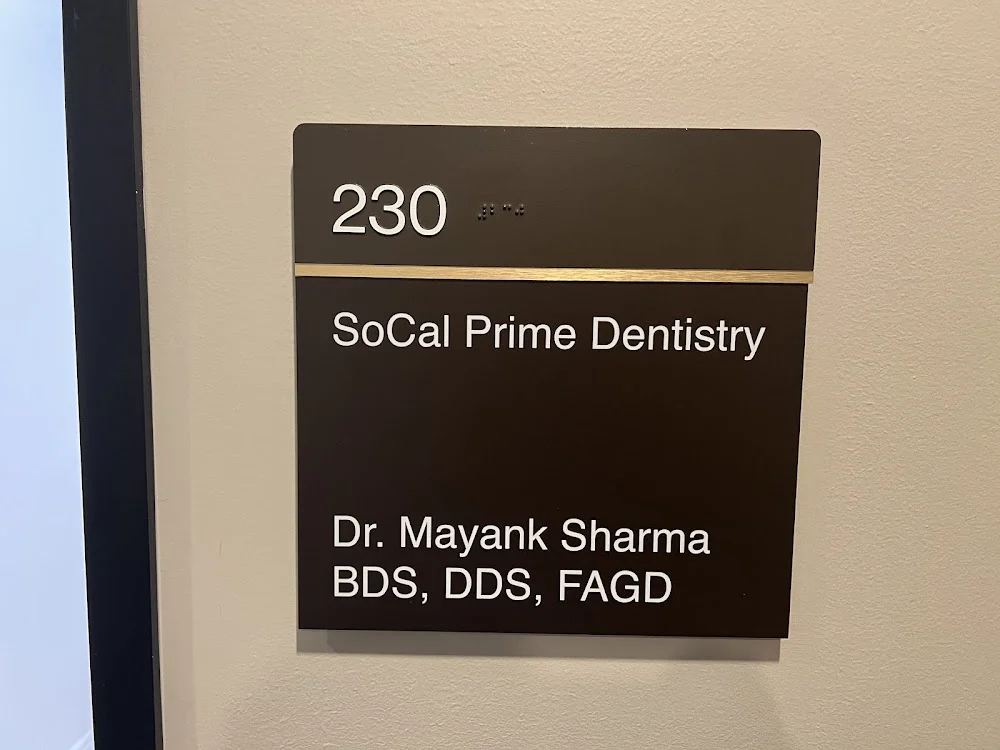 230
SoCal Prime Dentistry
Dr. Mayank Sharma
BDS, DDS, FAGD